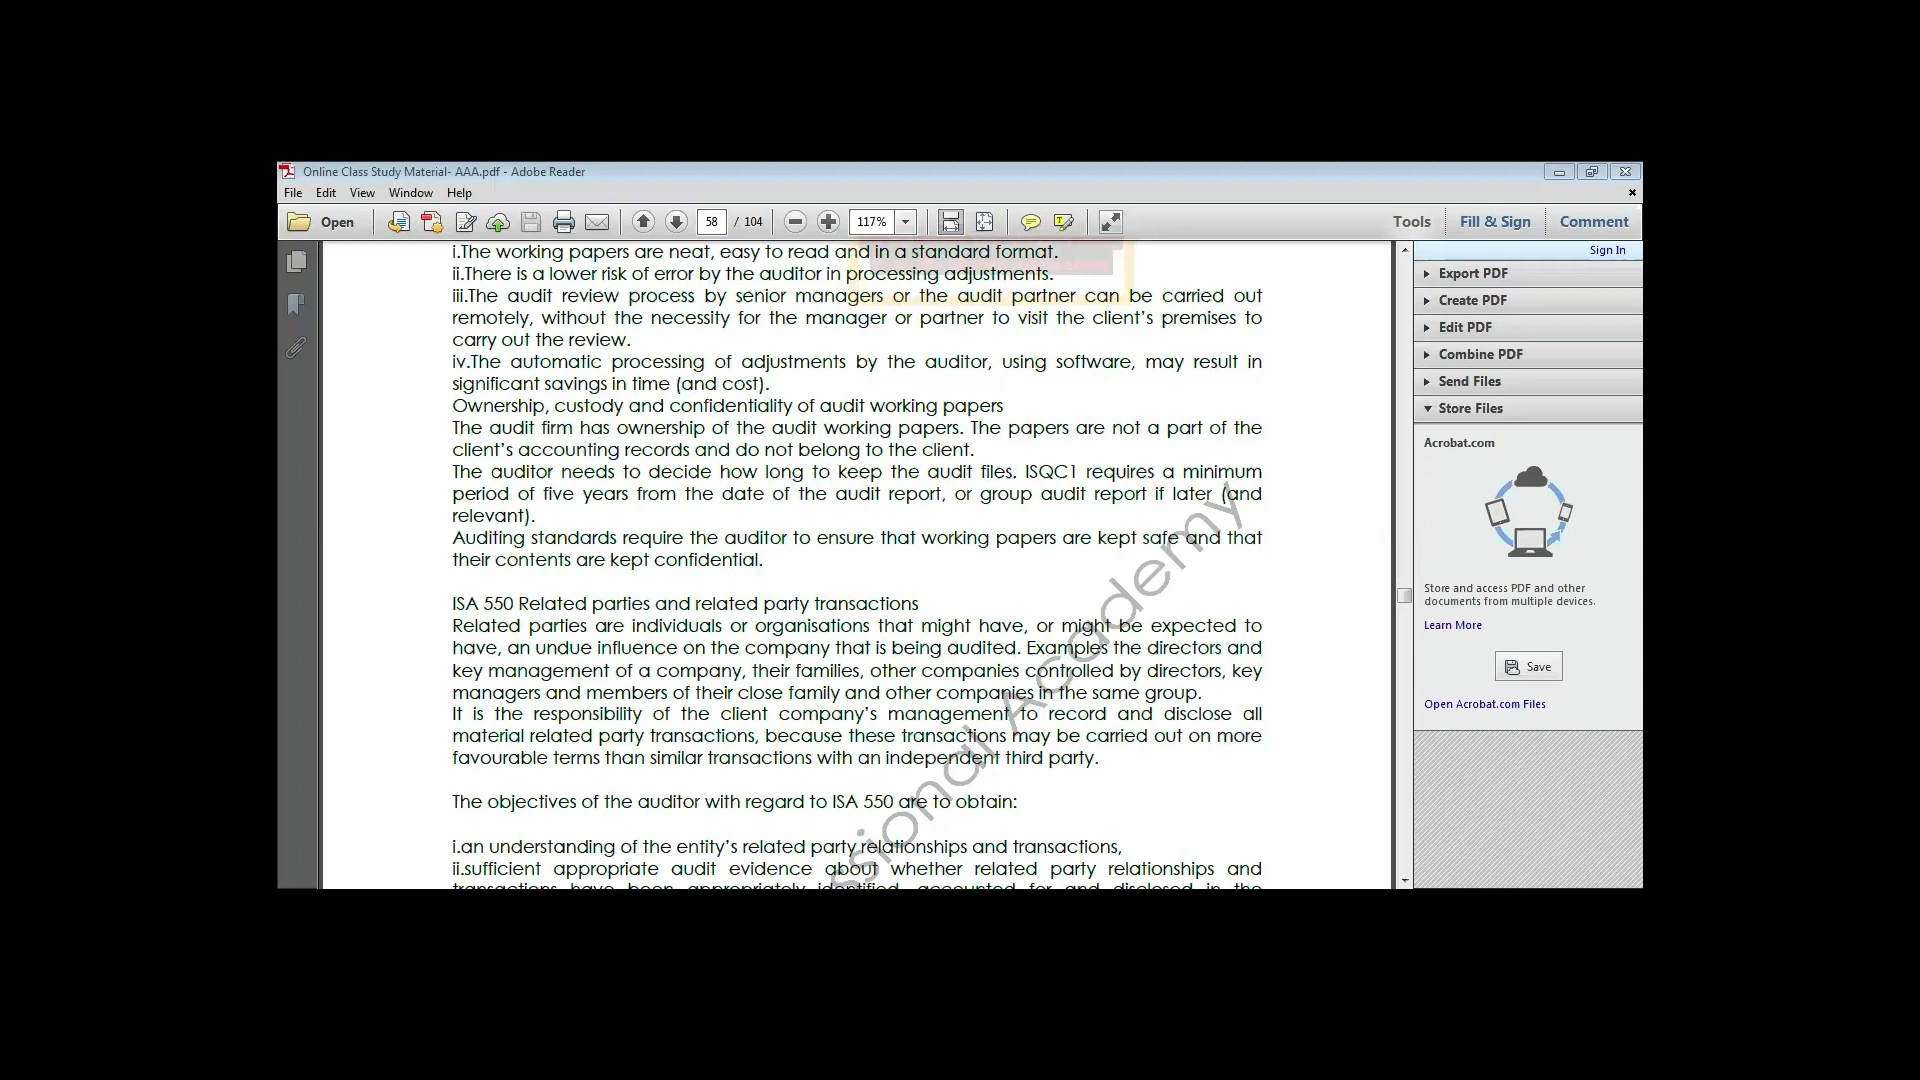 Online Class Study Material- AAA.pdf - Adobe Reader
File Edit View Window Help
Open 58 / 104 117% Tools Fill & Sign Comment
i.The working papers are neat, easy to read and in a standard format.
ii.There is a lower risk of error by the auditor in processing adjustments.
iii.The audit review process by senior managers or the audit partner can be carried out
remotely, without the necessity for the manager or partner to visit the client's premises to
carry out the review.
iv.The automatic processing of adjustments by the auditor, using software, may result in
significant savings in time (and cost).
Ownership, custody and confidentiality of audit working papers
The audit firm has ownership of the audit working papers. The papers are not a part of the
client's accounting records and do not belong to the client.
The auditor needs to decide how long to keep the audit files. ISQC1 requires a minimum
period of five years from the date of the audit report, or group audit report if later (and
relevant).
Auditing standards require the auditor to ensure that working papers are kept safe and that
their contents are kept confidential.
ISA 550 Related parties and related party transactions
Related parties are individuals or organisations that might have, or might be expected to
have, an undue influence on the company that is being audited. Examples the directors and
key management of a company, their families, other companies controlled by directors, key
managers and members of their close family and other companies in the same group.
It is the responsibility of the client company's management to record and disclose all
material related party transactions, because these transactions may be carried out on more
favourable terms than similar transactions with an independent third party.
The objectives of the auditor with regard to ISA 550 are to obtain:
i.an understanding of the entity's related party relationships and transactions,
ii.sufficient appropriate audit evidence about whether related party relationships and
transactions have been appropriately identified, accounted for and disclosed in the
ssional Academy
Sign In
Export PDF
Create PDF
Edit PDF
Combine PDF
Send Files
Store Files
Acrobat.com
Store and access PDF and other
documents from multiple devices.
Learn More
Save
Open Acrobat.com Files